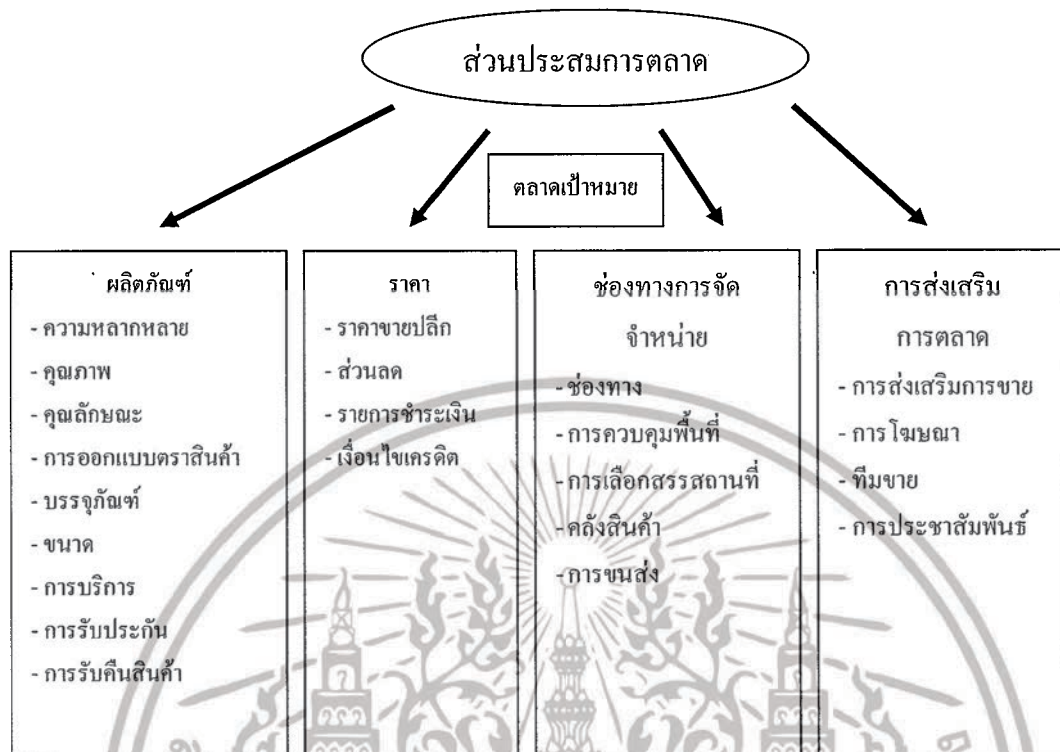 ส่วนประสมการตลาด
ตลาดเป้าหมาย
ผลิตภัณฑ์
- ความหลากหลาย
- คุณภาพ
- คุณลักษณะ
- การออกแบบตราสินค้า
- บรรจุภัณฑ์
- ขนาด
- การบริการ
- การรับประกัน
- การรับคืนสินค้า
ราคา
- ราคาขายปลีก
- ส่วนลด
- รายการชำระเงิน
- เงื่อนไขเครดิต
ช่องทางการจัด
จำหน่าย
- ช่องทาง
- การควบคุมพื้นที่
- การเลือกสรรสถานที่
- คลังสินค้า
- การขนส่ง
การส่งเสริม
การตลาด
- การส่งเสริมการขาย
- การโฆษณา
- ทีมขาย
- การประชาสัมพันธ์